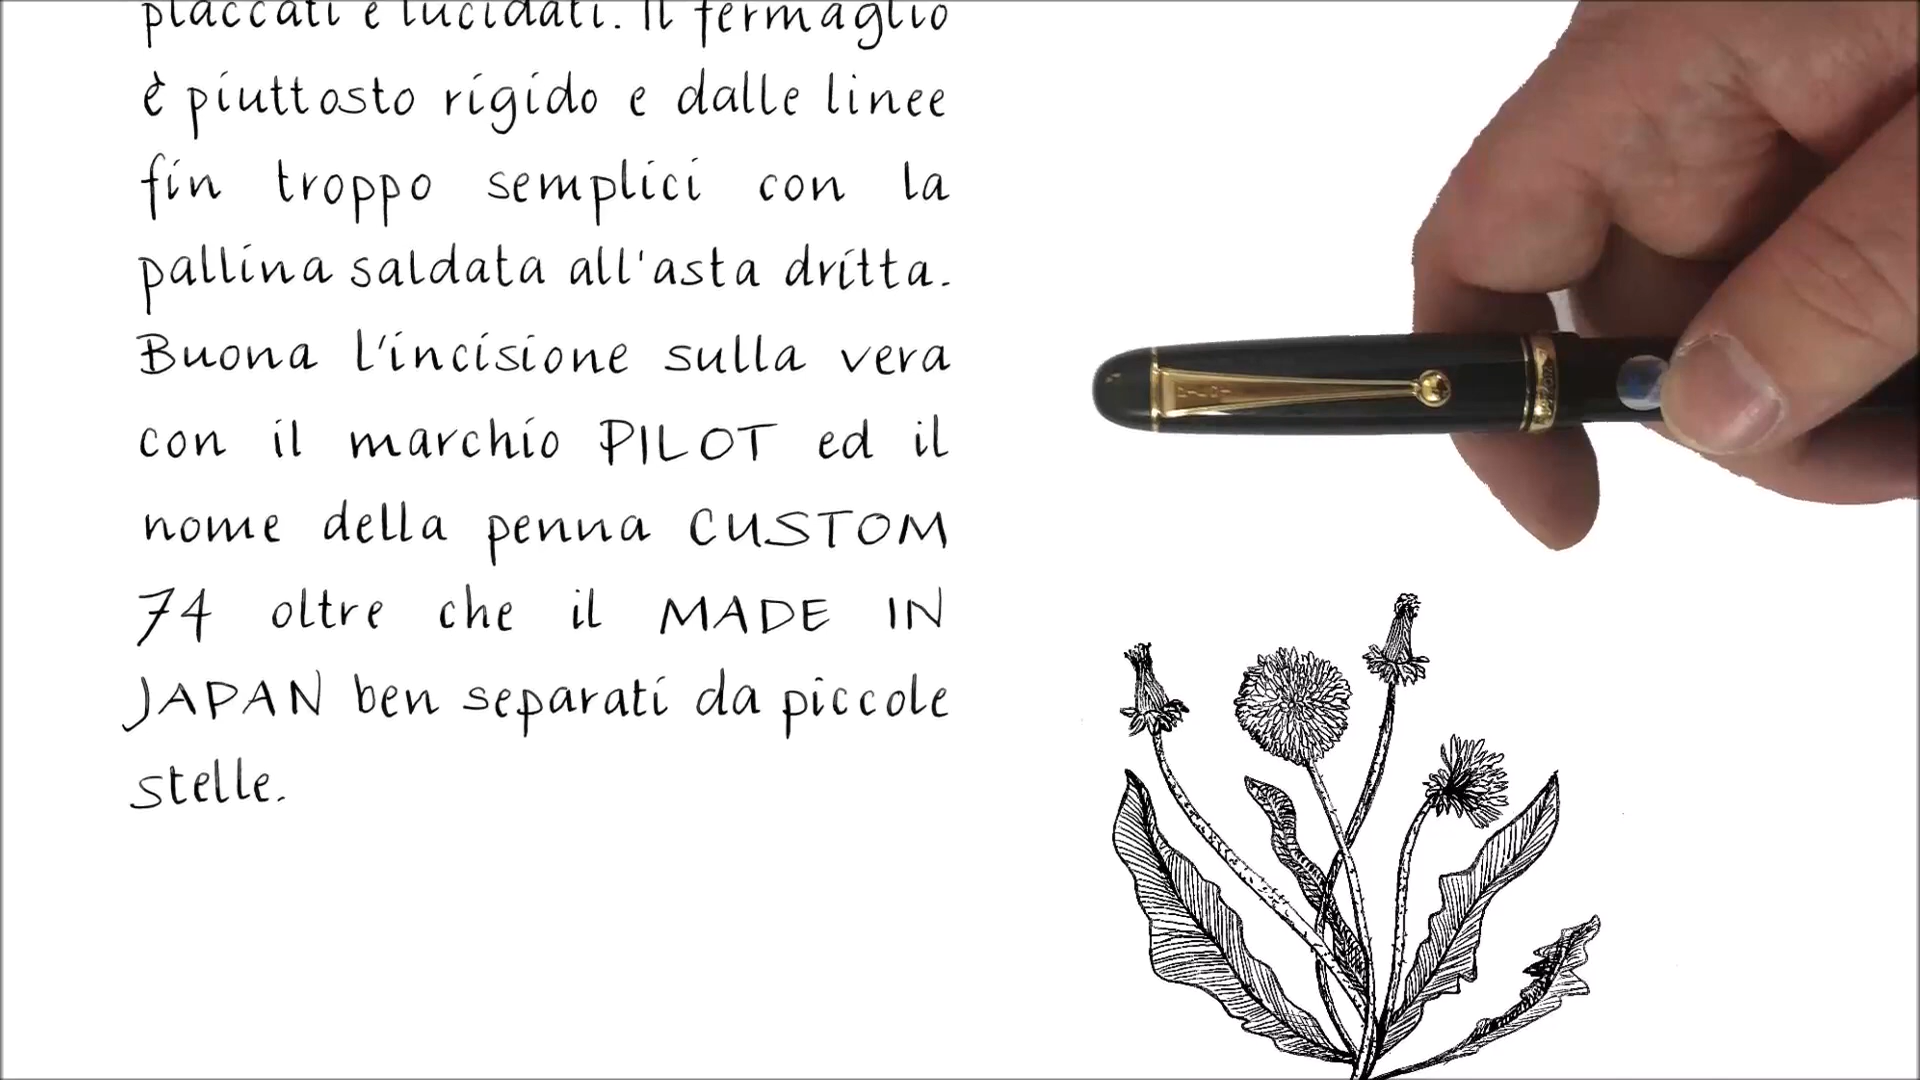 placcati e lucidati. Il fermaglio
è piuttosto rigido e dalle linee
fin troppo semplici con la
pallina saldata all'asta dritta.
Buona l'incisione sulla vera
con il marchio PILOT ed il
nome della penna CUSTOM
74 oltre che il MADE IN
JAPAN ben separati da piccole
stelle.
PILOT